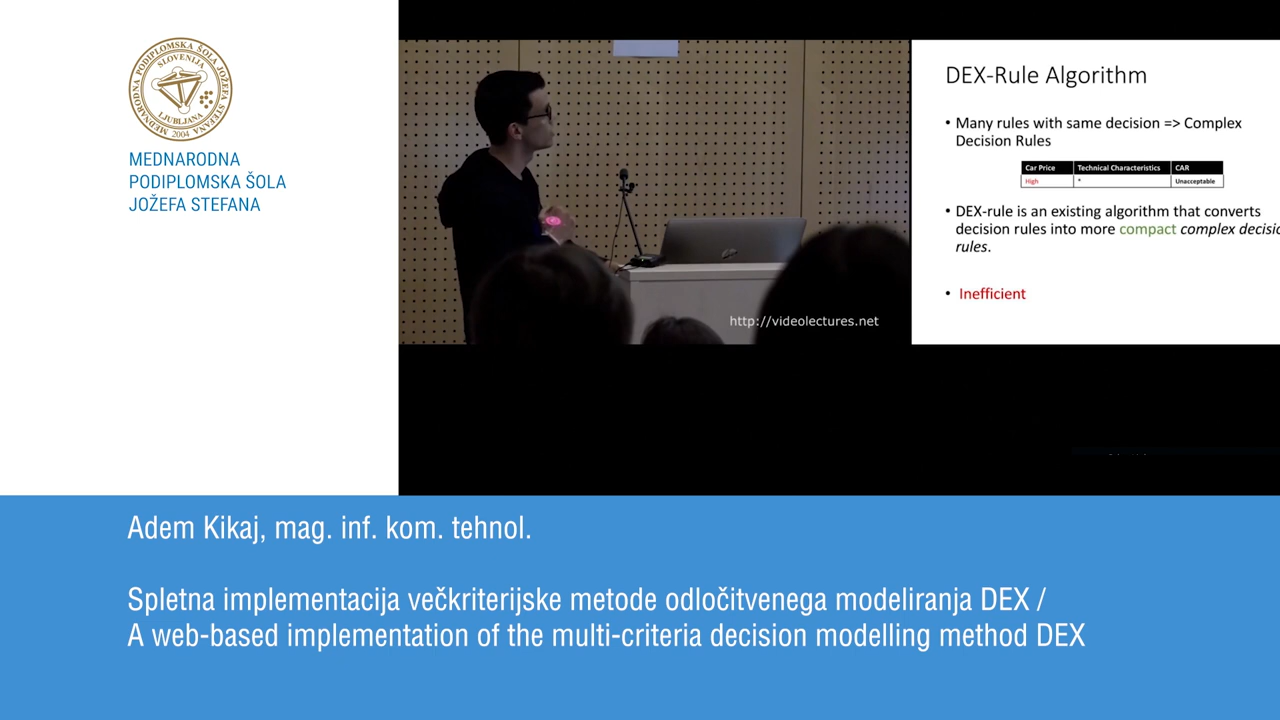 MEDNARODNA PODIPLOMSKA ŠOLA JOŽEFA STEFANA
SLOVENIJA
LJUBLJANA
2004
MEDNARODNA
PODIPLOMSKA ŠOLA
JOŽEFA STEFANA
http://videolectures.net
DEX-Rule Algorithm
• Many rules with same decision => Complex
Decision Rules
Car Price Technical Characteristics CAR
High * Unacceptable
• DEX-rule is an existing algorithm that converts
decision rules into more compact complex decisio
rules.
• Inefficient
Adem Kikaj, mag. inf. kom. tehnol.
Spletna implementacija večkriterijske metode odločitvenega modeliranja DEX /
A web-based implementation of the multi-criteria decision modelling method DEX